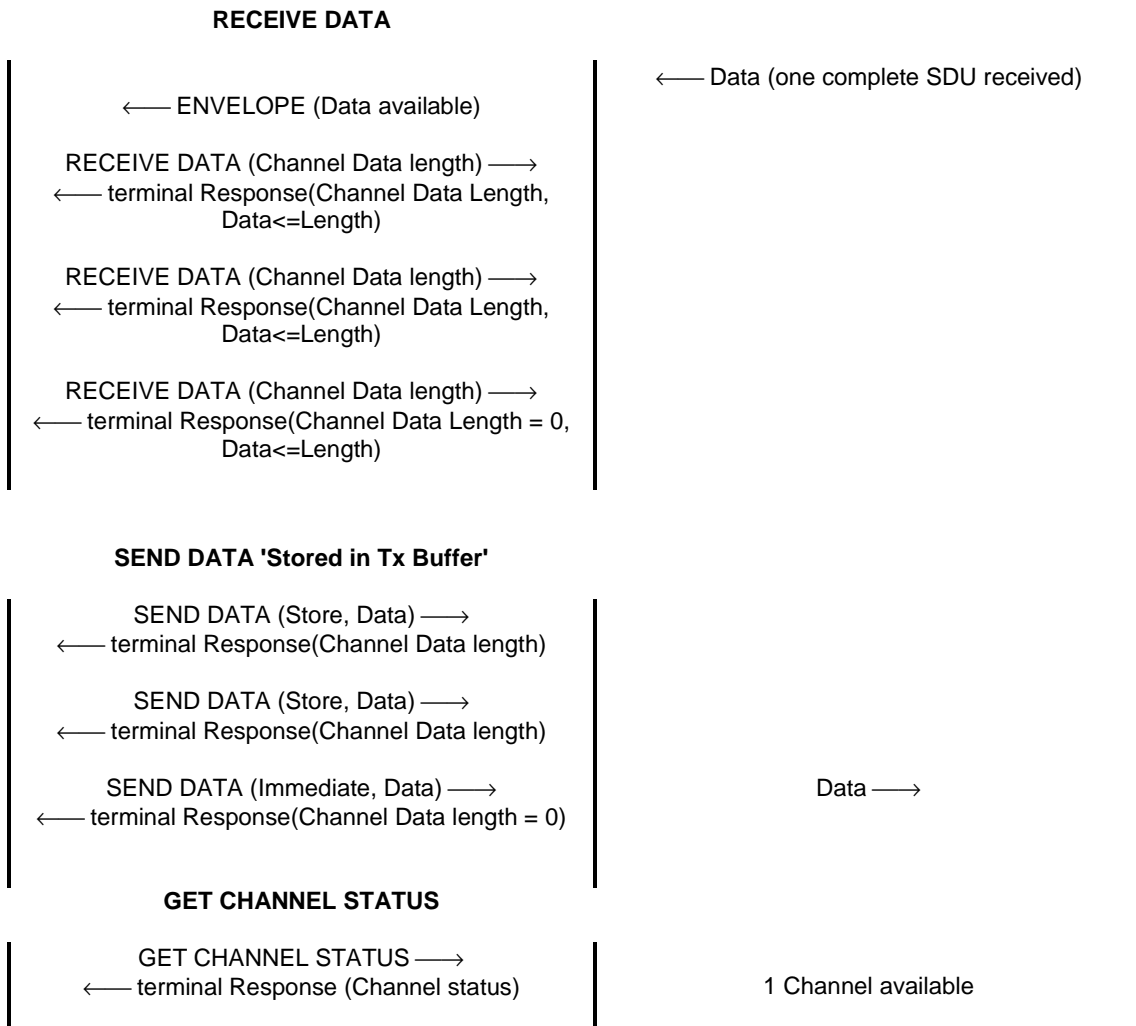 RECEIVE DATA
←── Data (one complete SDU received)
←── ENVELOPE (Data available)
RECEIVE DATA (Channel Data length) ──→
←── terminal Response(Channel Data Length,
Data<=Length)
RECEIVE DATA (Channel Data length) ──→
←── terminal Response(Channel Data Length,
Data<=Length)
RECEIVE DATA (Channel Data length) ──→
←── terminal Response(Channel Data Length = 0,
Data<=Length)
SEND DATA 'Stored in Tx Buffer'
SEND DATA (Store, Data) ──→
←── terminal Response(Channel Data length)
SEND DATA (Store, Data) ──→
←── terminal Response(Channel Data length)
SEND DATA (Immediate, Data) ──→
Data ──→
←── terminal Response(Channel Data length = 0)
GET CHANNEL STATUS
GET CHANNEL STATUS ──→
←── terminal Response (Channel status)
1 Channel available